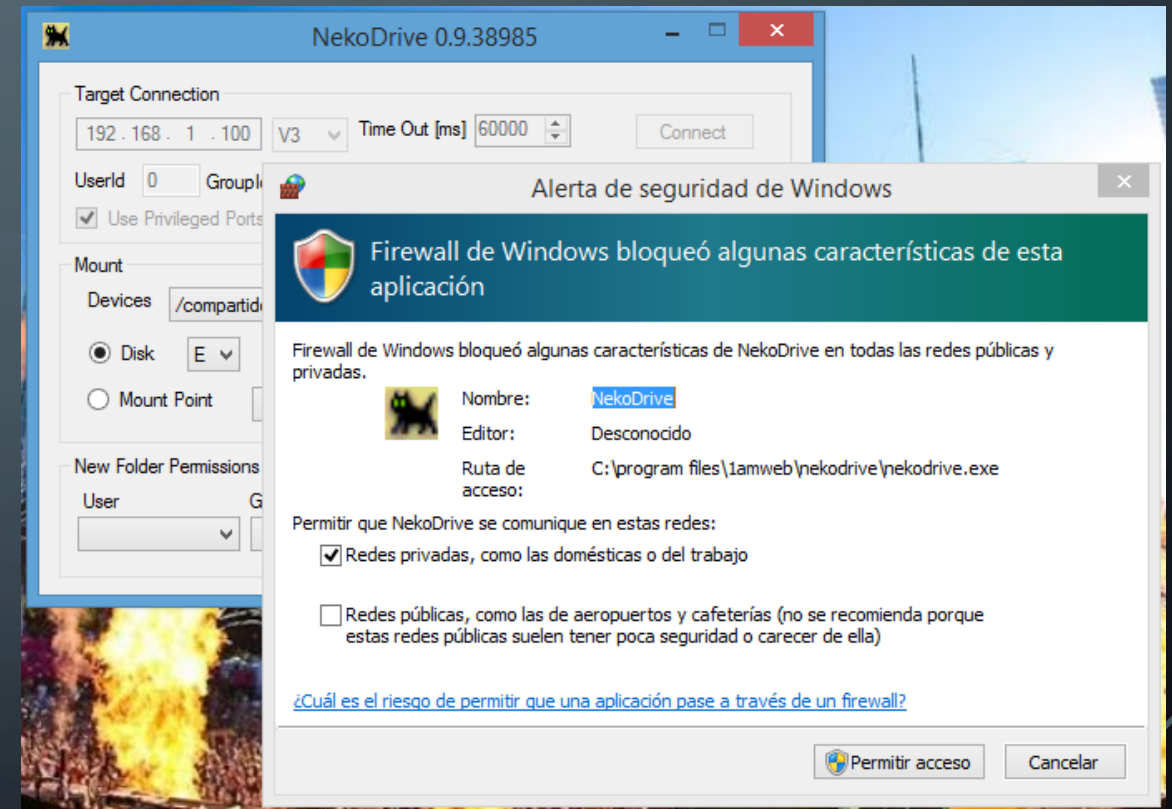 NekoDrive 0.9.38985
Target Connection
192 . 168 . 1 . 100 V3 Time Out [ms] 60000 Connect
UserId 0
Use Privileged Ports
Mount
Devices
Disk E
Mount Point
New Folder Permissions
User
Alerta de seguridad de Windows
Firewall de Windows bloqueó algunas características de esta
aplicación
Firewall de Windows bloqueó algunas características de NekoDrive en todas las redes públicas y
privadas.
Nombre: NekoDrive
Editor: Desconocido
Ruta de C:\program files\1amweb\nekodrive\nekodrive.exe
acceso:
Permitir que NekoDrive se comunique en estas redes:
Redes privadas, como las domésticas o del trabajo
Redes públicas, como las de aeropuertos y cafeterías (no se recomienda porque
estas redes públicas suelen tener poca seguridad o carecer de ella)
¿Cuál es el riesgo de permitir que una aplicación pase a través de un firewall?
Permitir acceso Cancelar